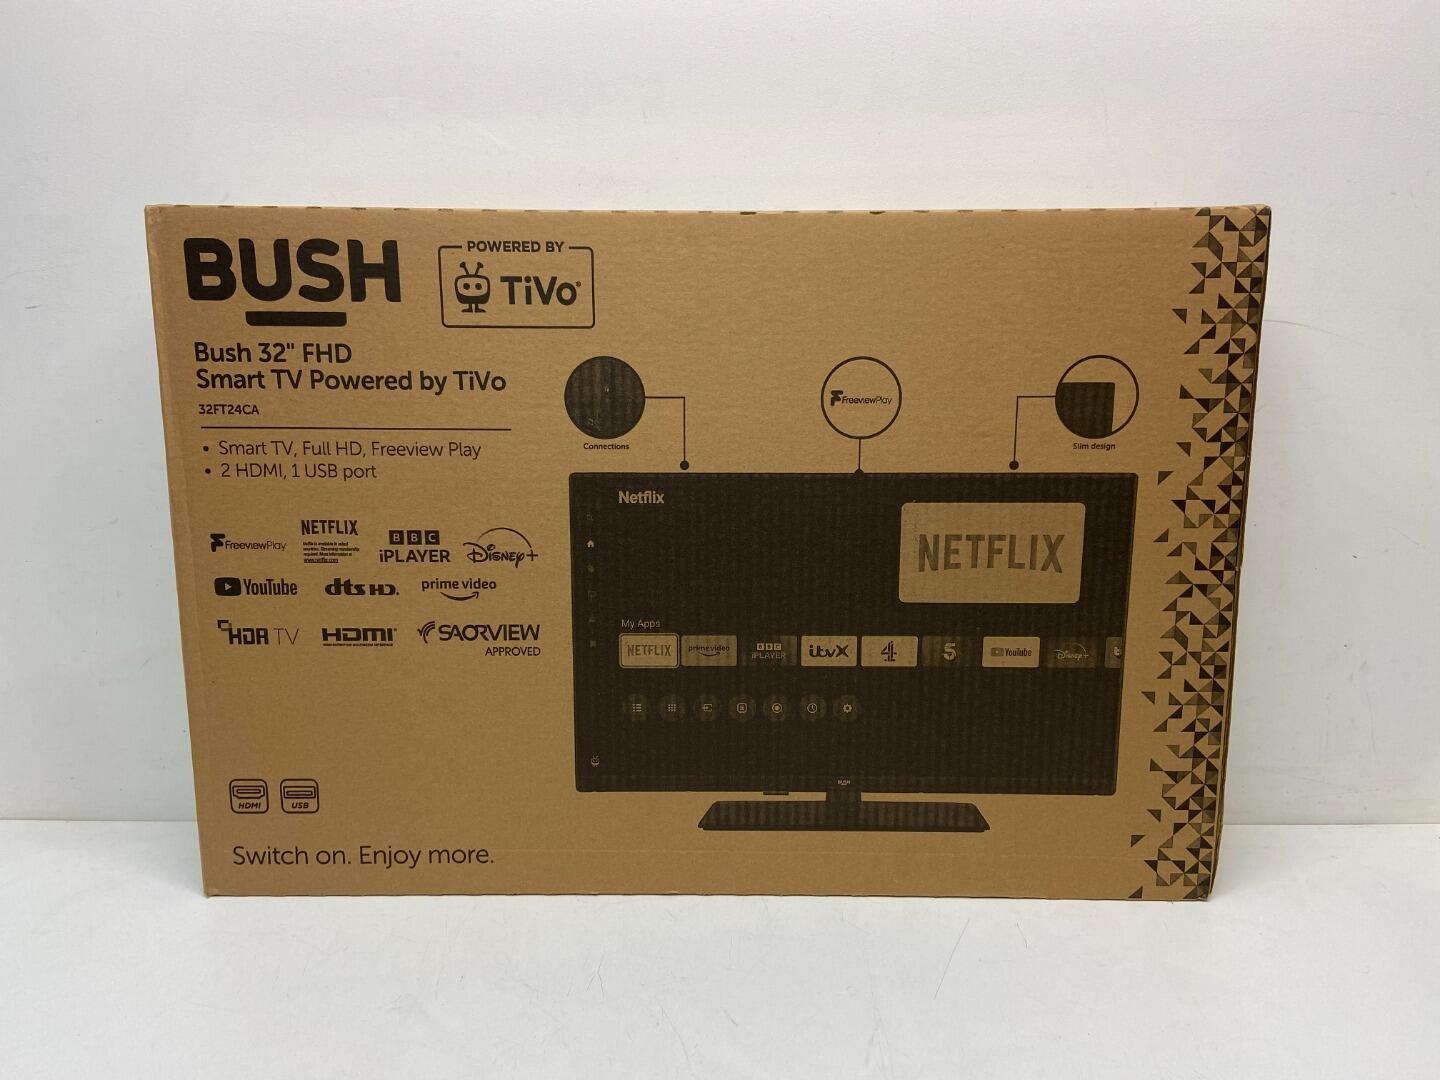 BUSH
POWERED BY
TiVo
Bush 32" FHD
Smart TV Powered by TiVo
32FT24CA
• Smart TV, Full HD, Freeview Play
• 2 HDMI, 1 USB port
FreeviewPlay
NETFLIX
www.netflix.com
BBC
iPLAYER
Disney+
YouTube
dts HD.
prime video
HDR TV
HDMI
SAORVIEW
APPROVED
HDMI
USB
Switch on. Enjoy more.
Connections
FreeviewPlay
Slim design
Netflix
NETFLIX
My Apps
NETFLIX
prime video
BBC
iPLAYER
itvX
4
5
YouTube
Disney+
BUSH